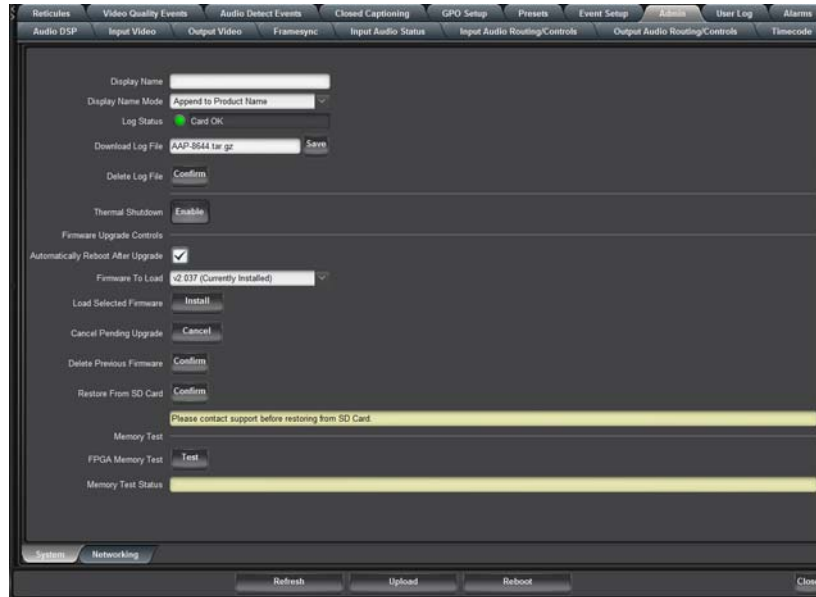 Reticules Video Quality Events Audio Detect Events Closed Captioning GPO Setup Presets Event Setup Admin User Log Alarms
Audio DSP Input Video Output Video Framesync Input Audio Status Input Audio Routing/Controls Output Audio Routing/Controls Timecode
Display Name
Display Name Mode Append to Product Name
Log Status Card OK
Download Log File AAP-8644.tar.gz Save
Delete Log File Confirm
Thermal Shutdown Enable
Firmware Upgrade Controls
Automatically Reboot After Upgrade
Firmware To Load v2.037 (Currently Installed)
Load Selected Firmware Install
Cancel Pending Upgrade Cancel
Delete Previous Firmware Confirm
Restore From SD Card Confirm
Please contact support before restoring from SD Card.
Memory Test
FPGA Memory Test Test
Memory Test Status
System Networking
Refresh Upload Reboot Close